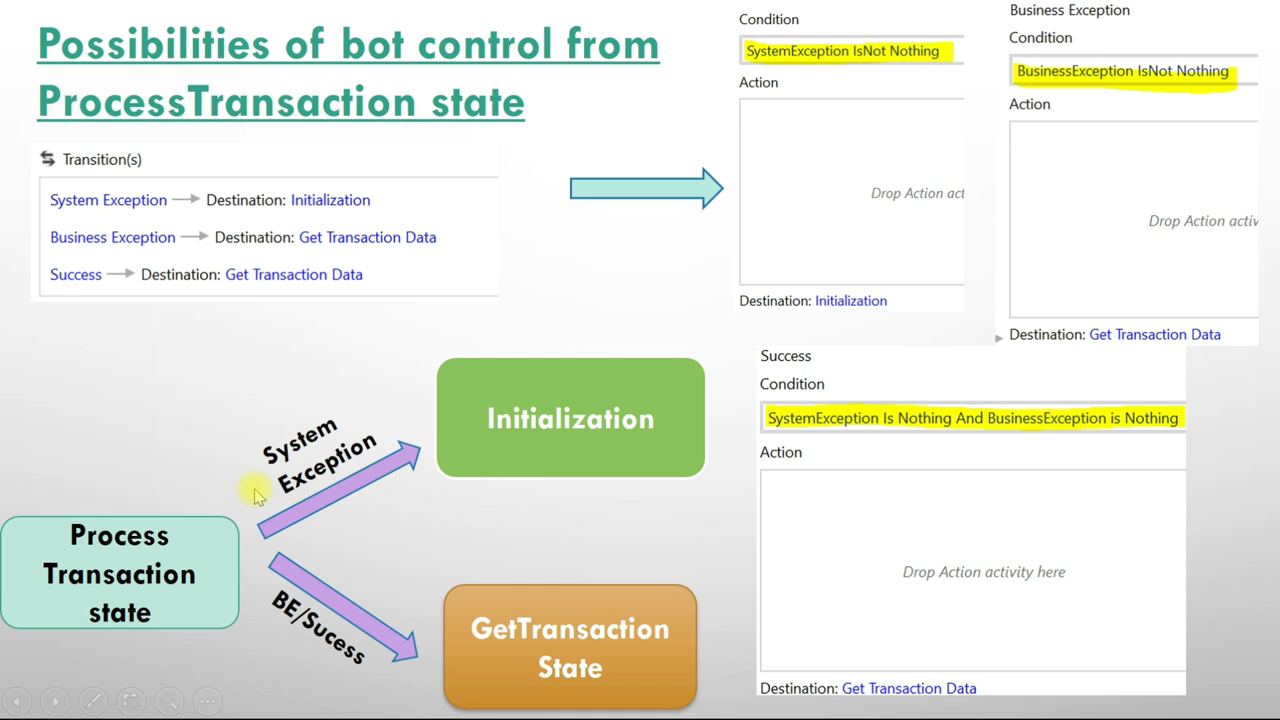 Possibilities of bot control from
ProcessTransaction state
Transition(s)
System Exception Destination: Initialization
Business Exception Destination: Get Transaction Data
Success Destination: Get Transaction Data
Condition
SystemException IsNot Nothing
Action
Drop Action act
Destination: Initialization
Business Exception
Condition
BusinessException IsNot Nothing
Action
Drop Action activ
Destination: Get Transaction Data
Success
Condition
SystemException Is Nothing And BusinessException is Nothing
Action
Drop Action activity here
Destination: Get Transaction Data
Process
Transaction
state
System
Exception
Initialization
BE/Sucess
GetTransaction
State